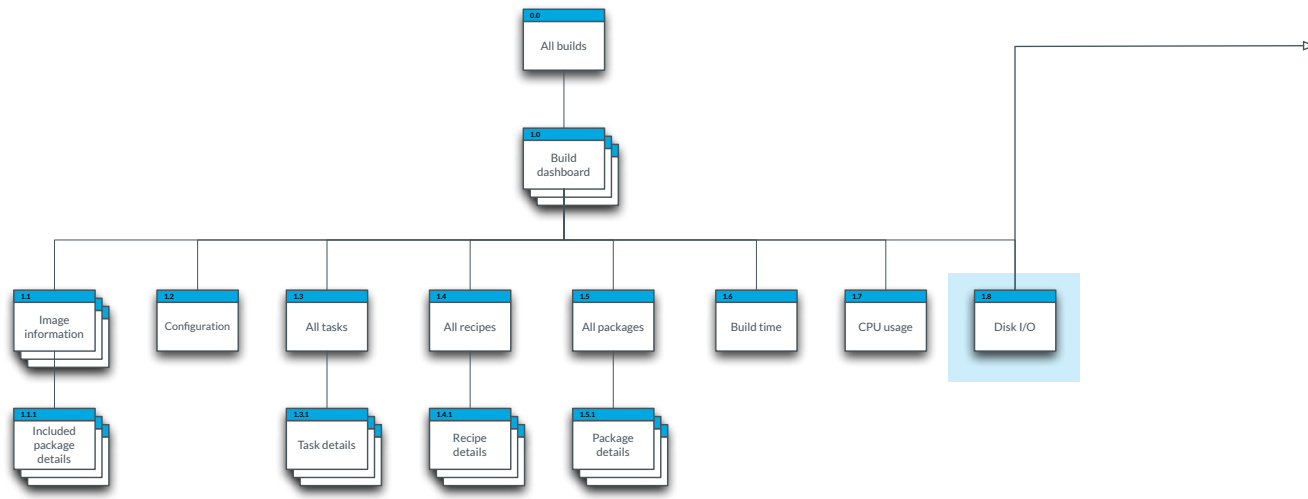 0.0
All builds
1.0
Build
dashboard
1.1
Image
information
1.2
Configuration
1.3
All tasks
1.4
All recipes
1.5
All packages
1.6
Build time
1.7
CPU usage
1.8
Disk I/O
1.1.1
Included
package
details
1.3.1
Task details
1.4.1
Recipe
details
1.5.1
Package
details